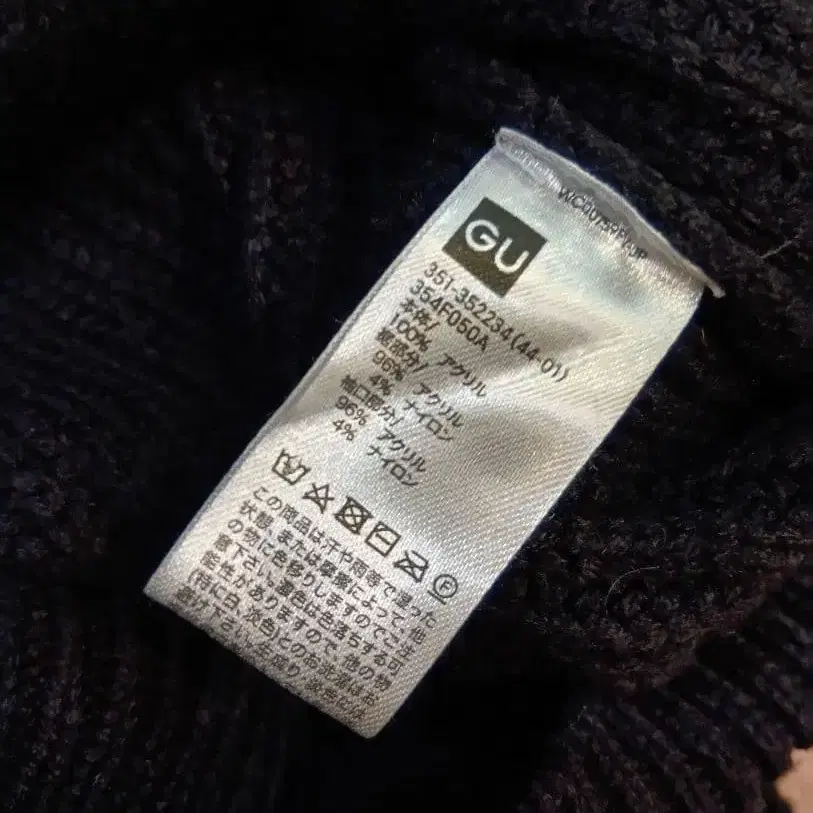 GU
351-352234(44-01)
354F050A
本体/
100% アクリル
裾部分/
96% アクリル
4% ナイロン
袖口部分/
96% アクリル
4% ナイロン
この商品は汗や雨等で湿った
状態、または摩擦によって、他
の物に色移りしますのでご注
意下さい。濃色は色落ちする可
能性がありますので、他の物
(特に白、淡色)とのお洗濯はお
避け下さい。